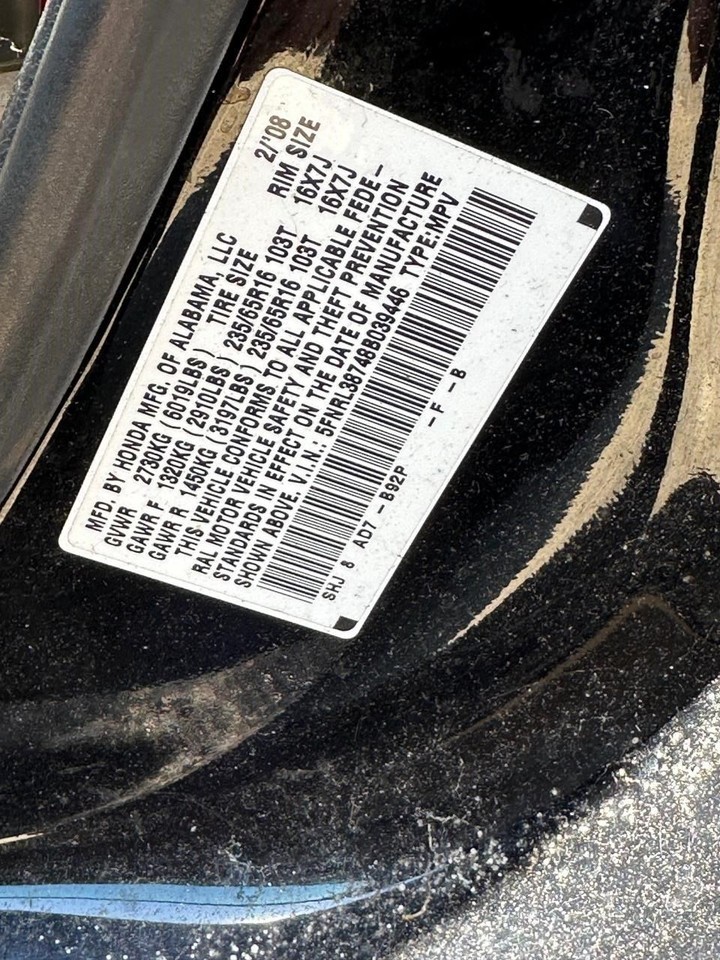 MFD. BY HONDA MFG. OF ALABAMA, LLC 2/'08
GVWR 2730KG (6019LBS) TIRE SIZE RIM SIZE
GAWR F 1320KG (2910LBS) 235/65R16 103T 16X7J
GAWR R 1450KG (3197LBS) 235/65R16 103T 16X7J
THIS VEHICLE CONFORMS TO ALL APPLICABLE FEDE-
RAL MOTOR VEHICLE SAFETY AND THEFT PREVENTION
STANDARDS IN EFFECT ON THE DATE OF MANUFACTURE
SHOWN ABOVE. V.I.N.: 5FNRL38748B039446 TYPE:MPV
SHJ 8 AD7 - B92P - F - B